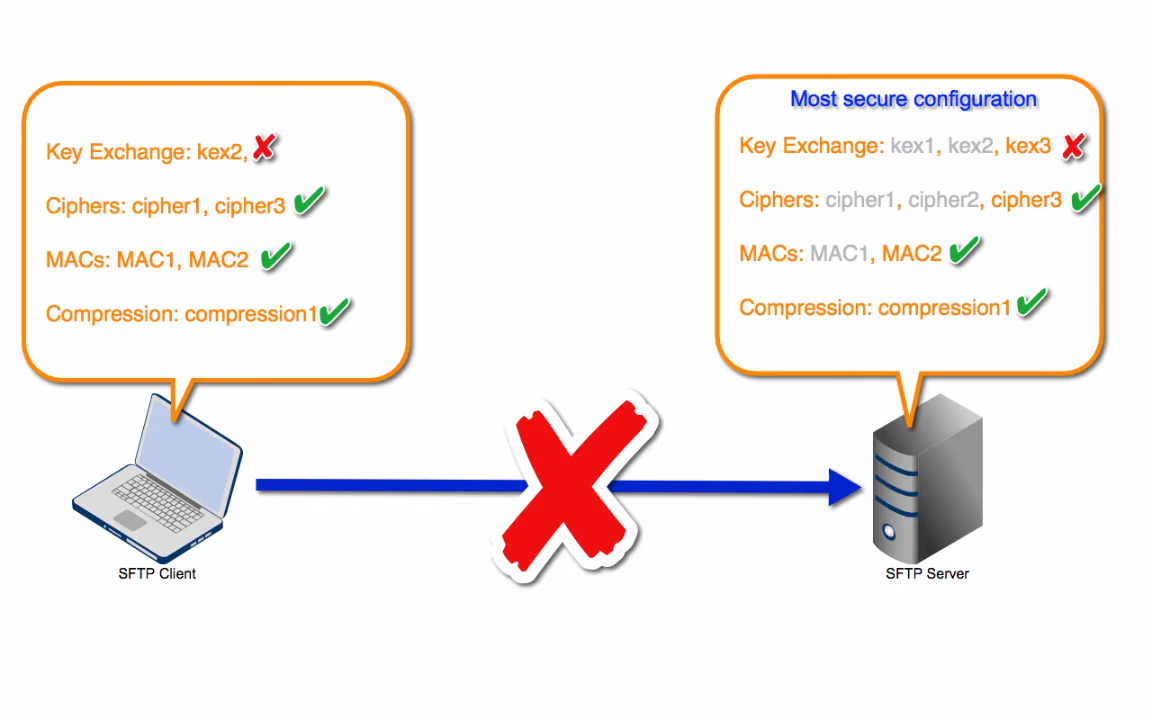 Key Exchange: kex2,
Ciphers: cipher1, cipher3
MACs: MAC1, MAC2
Compression: compression1
SFTP Client
Most secure configuration
Key Exchange: kex1, kex2, kex3
Ciphers: cipher1, cipher2, cipher3
MACs: MAC1, MAC2
Compression: compression1
SFTP Server